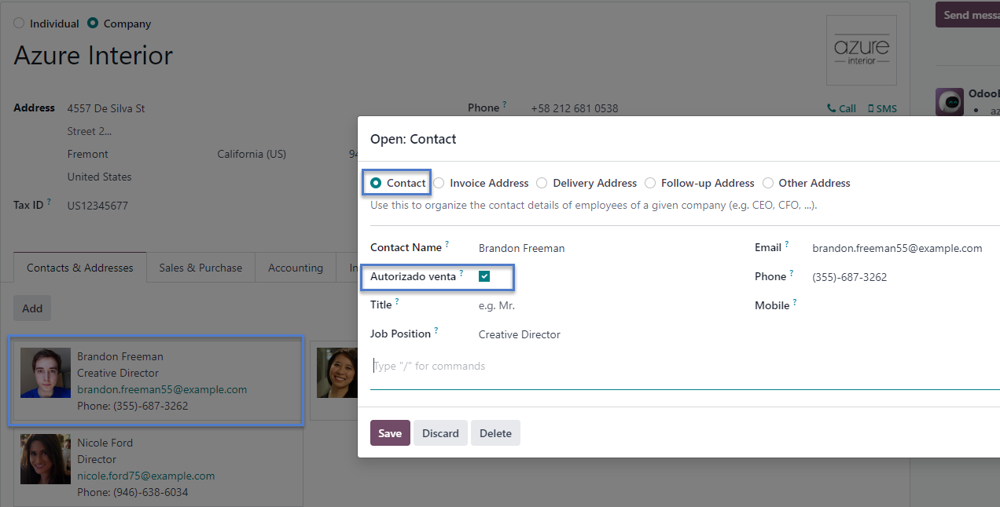 Individual Company
Azure Interior
azure
interior
Send messa
Address 4557 De Silva St
Street 2...
Fremont California (US) 94
United States
Tax ID ? US12345677
Phone ? +58 212 681 0538
Call SMS
OdooB
az
Contacts & Addresses Sales & Purchase Accounting In
Add
Brandon Freeman
Creative Director
brandon.freeman55@example.com
Phone: (355)-687-3262
Nicole Ford
Director
nicole.ford75@example.com
Phone: (946)-638-6034
Open: Contact
Contact Invoice Address Delivery Address Follow-up Address Other Address
Use this to organize the contact details of employees of a given company (e.g. CEO, CFO, ...).
Contact Name ? Brandon Freeman
Email ? brandon.freeman55@example.com
Autorizado venta ?
Phone ? (355)-687-3262
Title ? e.g. Mr.
Mobile ?
Job Position ? Creative Director
Type "/" for commands
Save Discard Delete